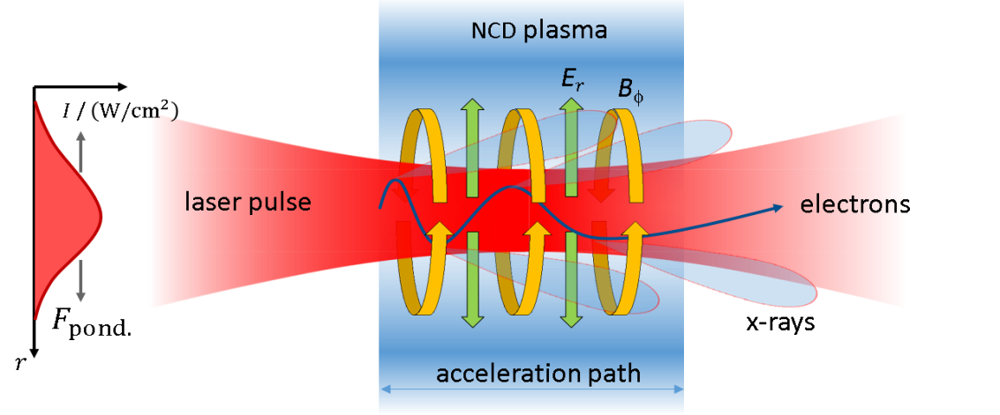 NCD plasma
E_r
B_ϕ
I / (W/cm²)
laser pulse
electrons
F_pond.
x-rays
r
acceleration path